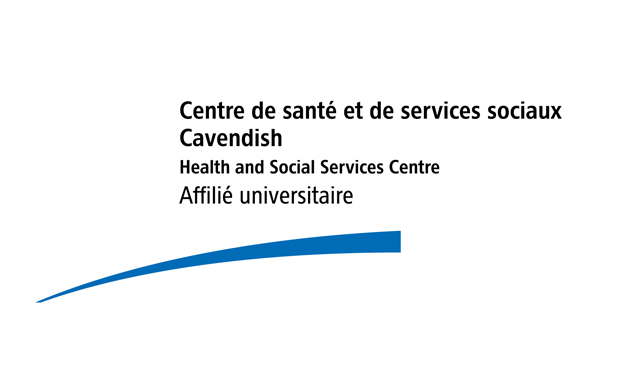 Centre de santé et de services sociaux
Cavendish
Health and Social Services Centre
Affilié universitaire